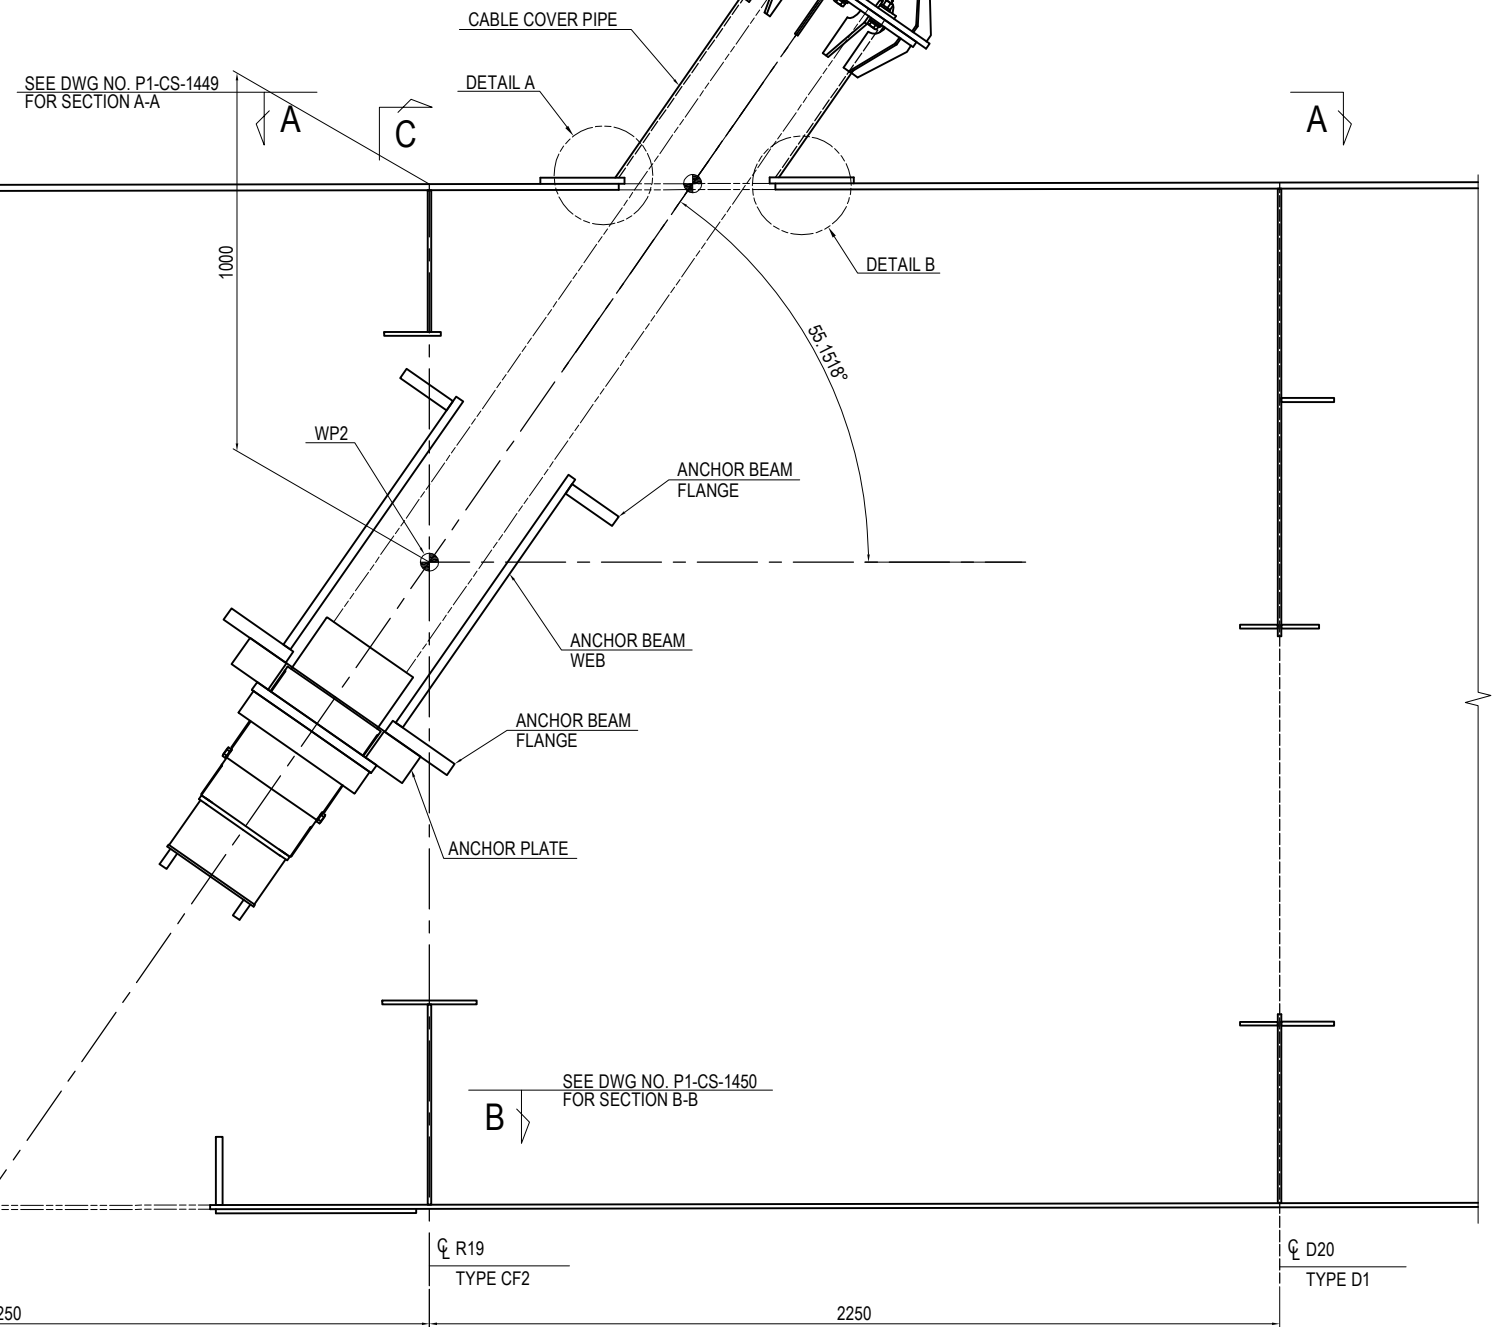 CABLE COVER PIPE
SEE DWG NO. P1-CS-1449
FOR SECTION A-A
DETAIL A
A
C
A
1000
DETAIL B
55.1518°
WP2
ANCHOR BEAM
FLANGE
ANCHOR BEAM
WEB
ANCHOR BEAM
FLANGE
ANCHOR PLATE
SEE DWG NO. P1-CS-1450
FOR SECTION B-B
B
℄ R19
TYPE CF2
℄ D20
TYPE D1
250
2250